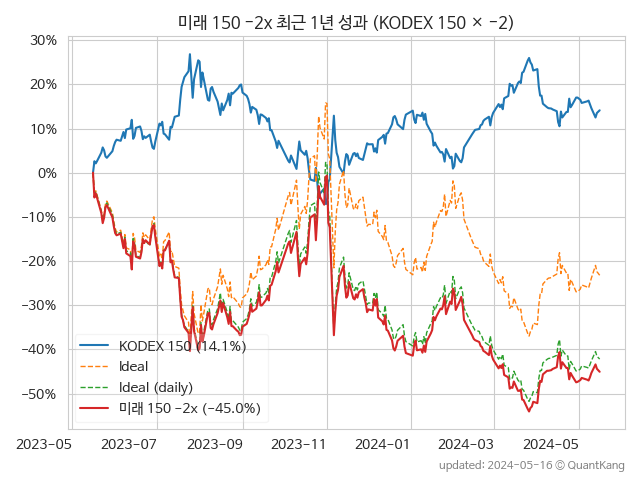 미래 150 −2x 최근 1년 성과 (KODEX 150 × −2)
30%
20%
10%
0%
−10%
−20%
−30%
−40%
−50%
KODEX 150 (14.1%)
Ideal
Ideal (daily)
미래 150 −2x (−45.0%)
2023-05 2023-07 2023-09 2023-11 2024-01 2024-03 2024-05
updated: 2024-05-16 © QuantKang